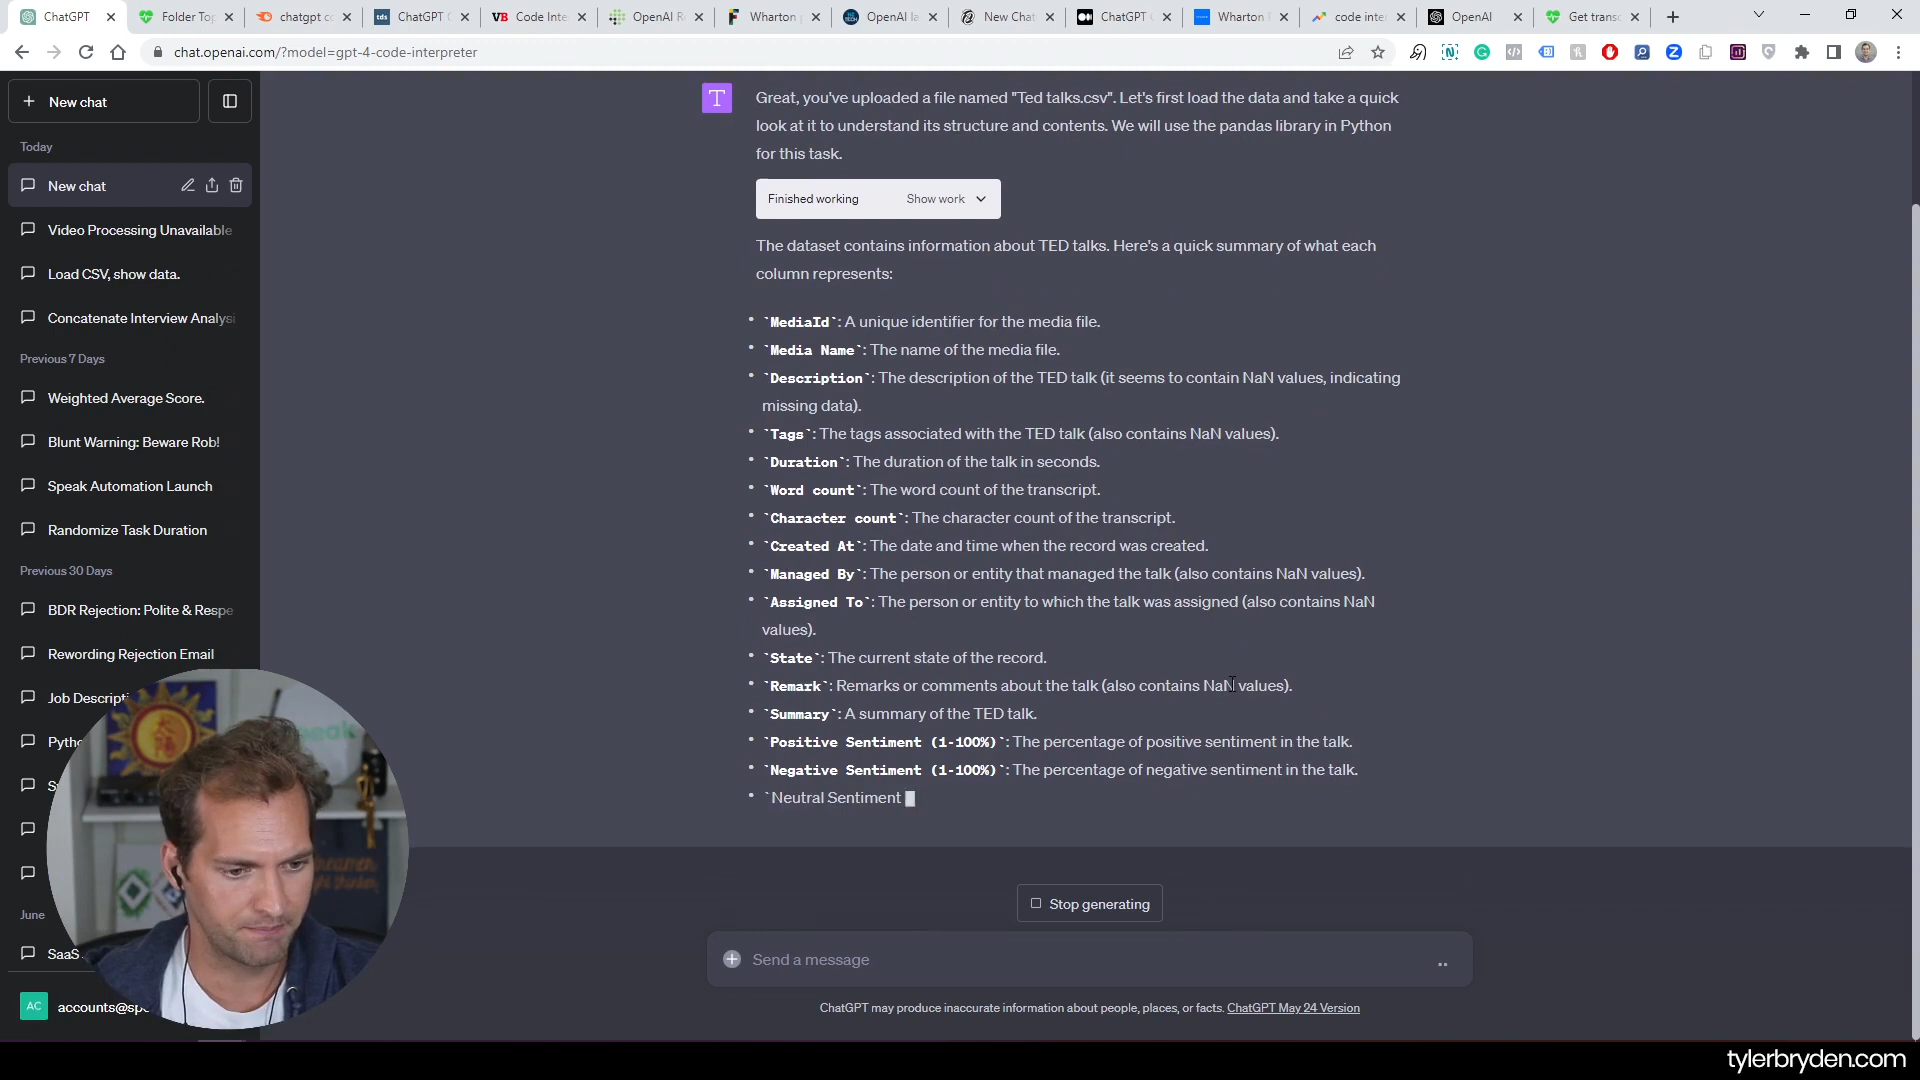 ChatGPT
Folder Top
chatgpt co
ChatGPT C
Code Inte
OpenAI R
Wharton p
OpenAI la
New Chat
ChatGPT C
Wharton
code inter
OpenAI
Get transc
chat.openai.com/?model=gpt-4-code-interpreter
New chat
Today
New chat
Video Processing Unavailable
Load CSV, show data.
Concatenate Interview Analysi
Previous 7 Days
Weighted Average Score.
Blunt Warning: Beware Rob!
Speak Automation Launch
Randomize Task Duration
Previous 30 Days
BDR Rejection: Polite & Respe
Rewording Rejection Email
Job Descripti
Pytho
June
SaaS
AC accounts@spe
T
Great, you've uploaded a file named "Ted talks.csv". Let's first load the data and take a quick
look at it to understand its structure and contents. We will use the pandas library in Python
for this task.
Finished working Show work
The dataset contains information about TED talks. Here's a quick summary of what each
column represents:
• `MediaId`: A unique identifier for the media file.
• `Media Name`: The name of the media file.
• `Description`: The description of the TED talk (it seems to contain NaN values, indicating
missing data).
• `Tags`: The tags associated with the TED talk (also contains NaN values).
• `Duration`: The duration of the talk in seconds.
• `Word count`: The word count of the transcript.
• `Character count`: The character count of the transcript.
• `Created At`: The date and time when the record was created.
• `Managed By`: The person or entity that managed the talk (also contains NaN values).
• `Assigned To`: The person or entity to which the talk was assigned (also contains NaN
values).
• `State`: The current state of the record.
• `Remark`: Remarks or comments about the talk (also contains NaN values).
• `Summary`: A summary of the TED talk.
• `Positive Sentiment (1-100%)`: The percentage of positive sentiment in the talk.
• `Negative Sentiment (1-100%)`: The percentage of negative sentiment in the talk.
• `Neutral Sentiment
Stop generating
Send a message
ChatGPT may produce inaccurate information about people, places, or facts. ChatGPT May 24 Version
tylerbryden.com